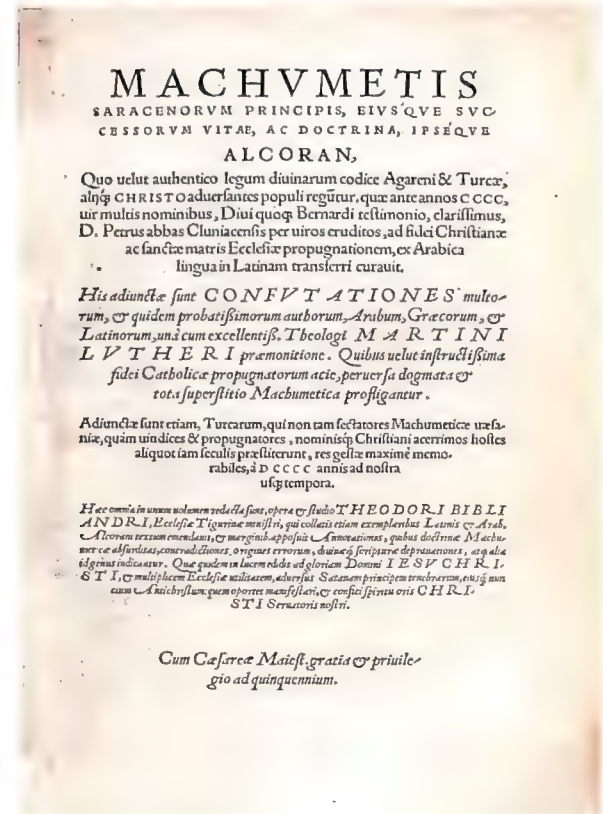 MACHVMETIS
SARACENORVM PRINCIPIS, EIVS'QVE SVC-
CESSORVM VITAE, AC DOCTRINA, IPSE'QVE
ALCORAN,
Quo uelut authentico legum diuinarum codice Agareni & Turcæ,
alijq́; CHRISTO aduersantes populi regũtur. quæ ante annos CCCC,
uir multis nominibus, Diui quoq; Bernardi testimonio, clarissimus,
D. Petrus abbas Cluniacensis per uiros eruditos, ad fidei Christianæ
ac sanctæ matris Ecclesiæ propugnationem, ex Arabica
lingua in Latinam transferri curauit.
His adiunctæ sunt CONFVTATIONES multo-
rum, & quidem probatißimorum authorum, Arabum, Græcorum, &
Latinorum, unà cum excellentiß. Theologi MARTINI
LVTHERI præmonitione. Quibus uelut instructißima
fidei Catholicæ propugnatorum acie, peruersa dogmata &
tota superstitio Machumetica profligantur.
Adiunctæ sunt etiam, Turcarum, qui non tam sectatores Machumeticæ uæsa-
niæ, quàm uindices & propugnatores, nominisq́; Christiani acerrimos hostes
aliquot iam seculis præstiterunt, res gestæ maximè memo-
rabiles, à DCCCC annis ad nostra
usq; tempora.
Hæc omnia in unum uolumen redacta sunt, opera & studio THEODORI BIBLI
ANDRI, Ecclesiæ Tigurinæ ministri, qui collatis etiam exemplaribus Latinis & Arab.
Alcorani textum emendauit, & marginib. apposuit Annotationes, quibus doctrinæ Machu-
meticæ absurditas, contradictiones, origines errorum, diuinæq́; scripturæ deprauationes, atq; alia
id genus indicantur. Quæ quidem in lucem edidit ad gloriam Domini IESV CHRI-
STI, & multiplicem Ecclesiæ utilitatem, aduersus Satanam principem tenebrarum, eiusq́; nun
cium Antichristum: quem oportet manifestari, & confici spiritu oris CHRI-
STI Seruatoris nostri.
Cum Cæsareæ Maiest. gratia & priuile-
gio ad quinquennium.